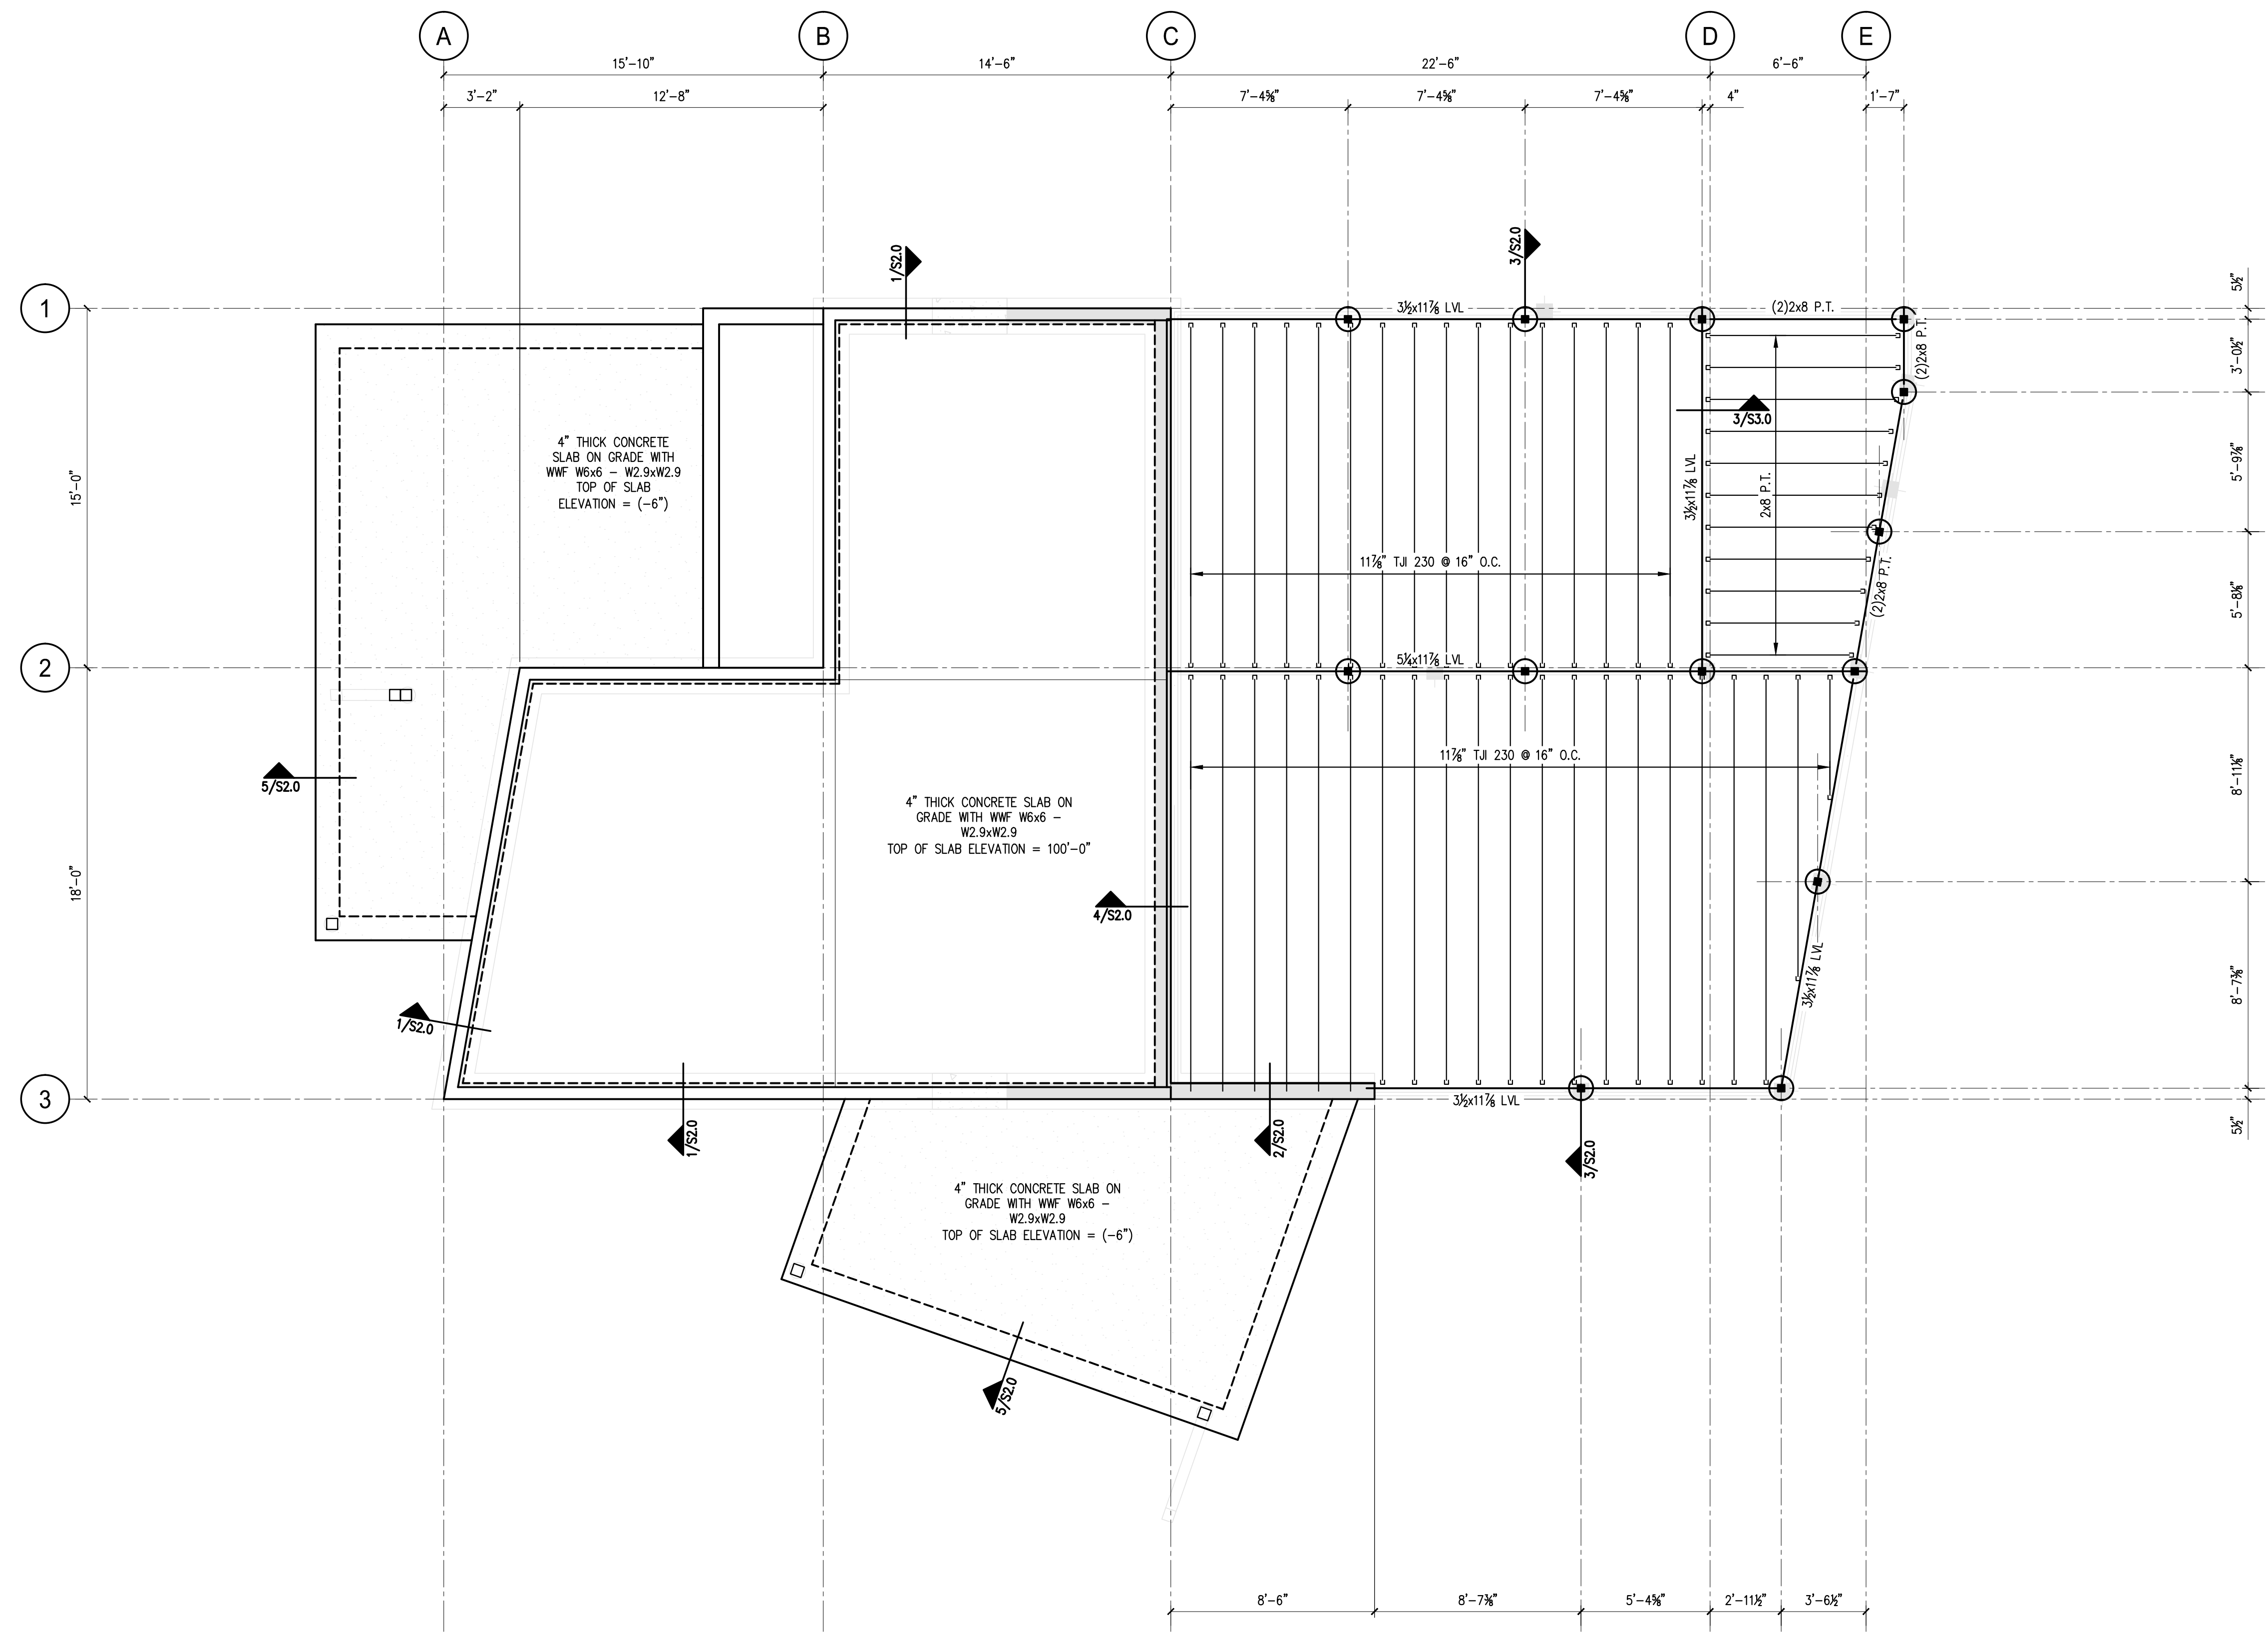 A
B
C
D
E
15'-10"
14'-6"
22'-6"
6'-6"
3'-2"
12'-8"
7'-4⅝"
7'-4⅝"
7'-4⅝"
4"
1'-7"
1/S2.0
3/S2.0
1
3½x11⅞ LVL
(2)2x8 P.T.
5½"
(2)2x8 P.T.
3'-0½"
3/S3.0
4" THICK CONCRETE
SLAB ON GRADE WITH
WWF W6x6 – W2.9xW2.9
TOP OF SLAB
ELEVATION = (-6")
15'-0"
3½x11⅞ LVL
2x8 P.T.
5'-9⅞"
11⅞" TJI 230 @ 16" O.C.
(2)2x8 P.T.
5'-8⅛"
2
5¼x11⅞ LVL
5/S2.0
11⅞" TJI 230 @ 16" O.C.
8'-11⅛"
4" THICK CONCRETE SLAB ON
GRADE WITH WWF W6x6 –
W2.9xW2.9
TOP OF SLAB ELEVATION = 100'-0"
18'-0"
4/S2.0
3½x11⅞ LVL
8'-7⅜"
1/S2.0
3
3½x11⅞ LVL
5½"
1/S2.0
2/S2.0
3/S2.0
4" THICK CONCRETE SLAB ON
GRADE WITH WWF W6x6 –
W2.9xW2.9
TOP OF SLAB ELEVATION = (-6")
5/S2.0
8'-6"
8'-7⅜"
5'-4⅝"
2'-11½"
3'-6½"